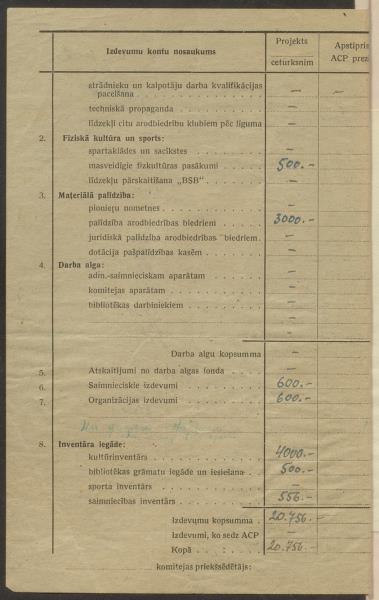 Izdevumu kontu nosaukums
Projekts
ceturksnim
Apstipris
ACP prez
strādnieku un kalpotāju darba kvalifikācijas
pacelšana – –
techniskā propaganda –
līdzekļi citu arodbiedrību klubiem pēc līguma –
2. Fiziskā kultūra un sports:
spartaklādes un sacīkstes –
masveidīgie fizkultūras pasākumi 500.-
līdzekļu pārskaitīšana „BSB" –
3. Materiālā palīdzība:
pionieŗu nometnes –
palīdzība arodbiedrības biedriem 3000.-
juridiskā palīdzība arodbiedrības biedriem –
dotācija pašpalīdzības kasēm –
4. Darba alga:
adm.-saimnieciskam aparātam –
komitejas aparātam –
bibliotēkas darbiniekiem –
–
Darba algu kopsumma –
5. Atskaitījumi no darba algas fonda –
6. Saimnieciskie izdevumi 600.-
7. Organizācijas izdevumi 600.-
8. Inventāra iegāde:
kultūrinventārs 4000.-
bibliotēkas grāmatu iegāde un iesiešana 500.-
sporta inventārs –
saimniecības inventārs 556.-
Izdevumu kopsumma 20.756.-
Izdevumi, ko sedz ACP –
Kopā 20.756.-
komitejas priekšsēdētājs: